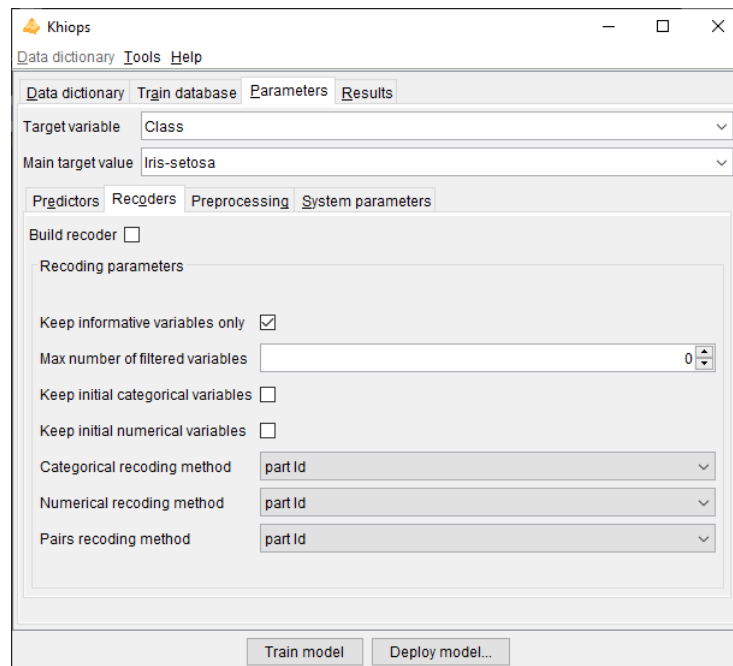 Khiops
Data dictionary Tools Help
Data dictionary Train database Parameters Results
Target variable Class
Main target value Iris-setosa
Predictors Recoders Preprocessing System parameters
Build recoder
Recoding parameters
Keep informative variables only
Max number of filtered variables 0
Keep initial categorical variables
Keep initial numerical variables
Categorical recoding method part Id
Numerical recoding method part Id
Pairs recoding method part Id
Train model Deploy model...